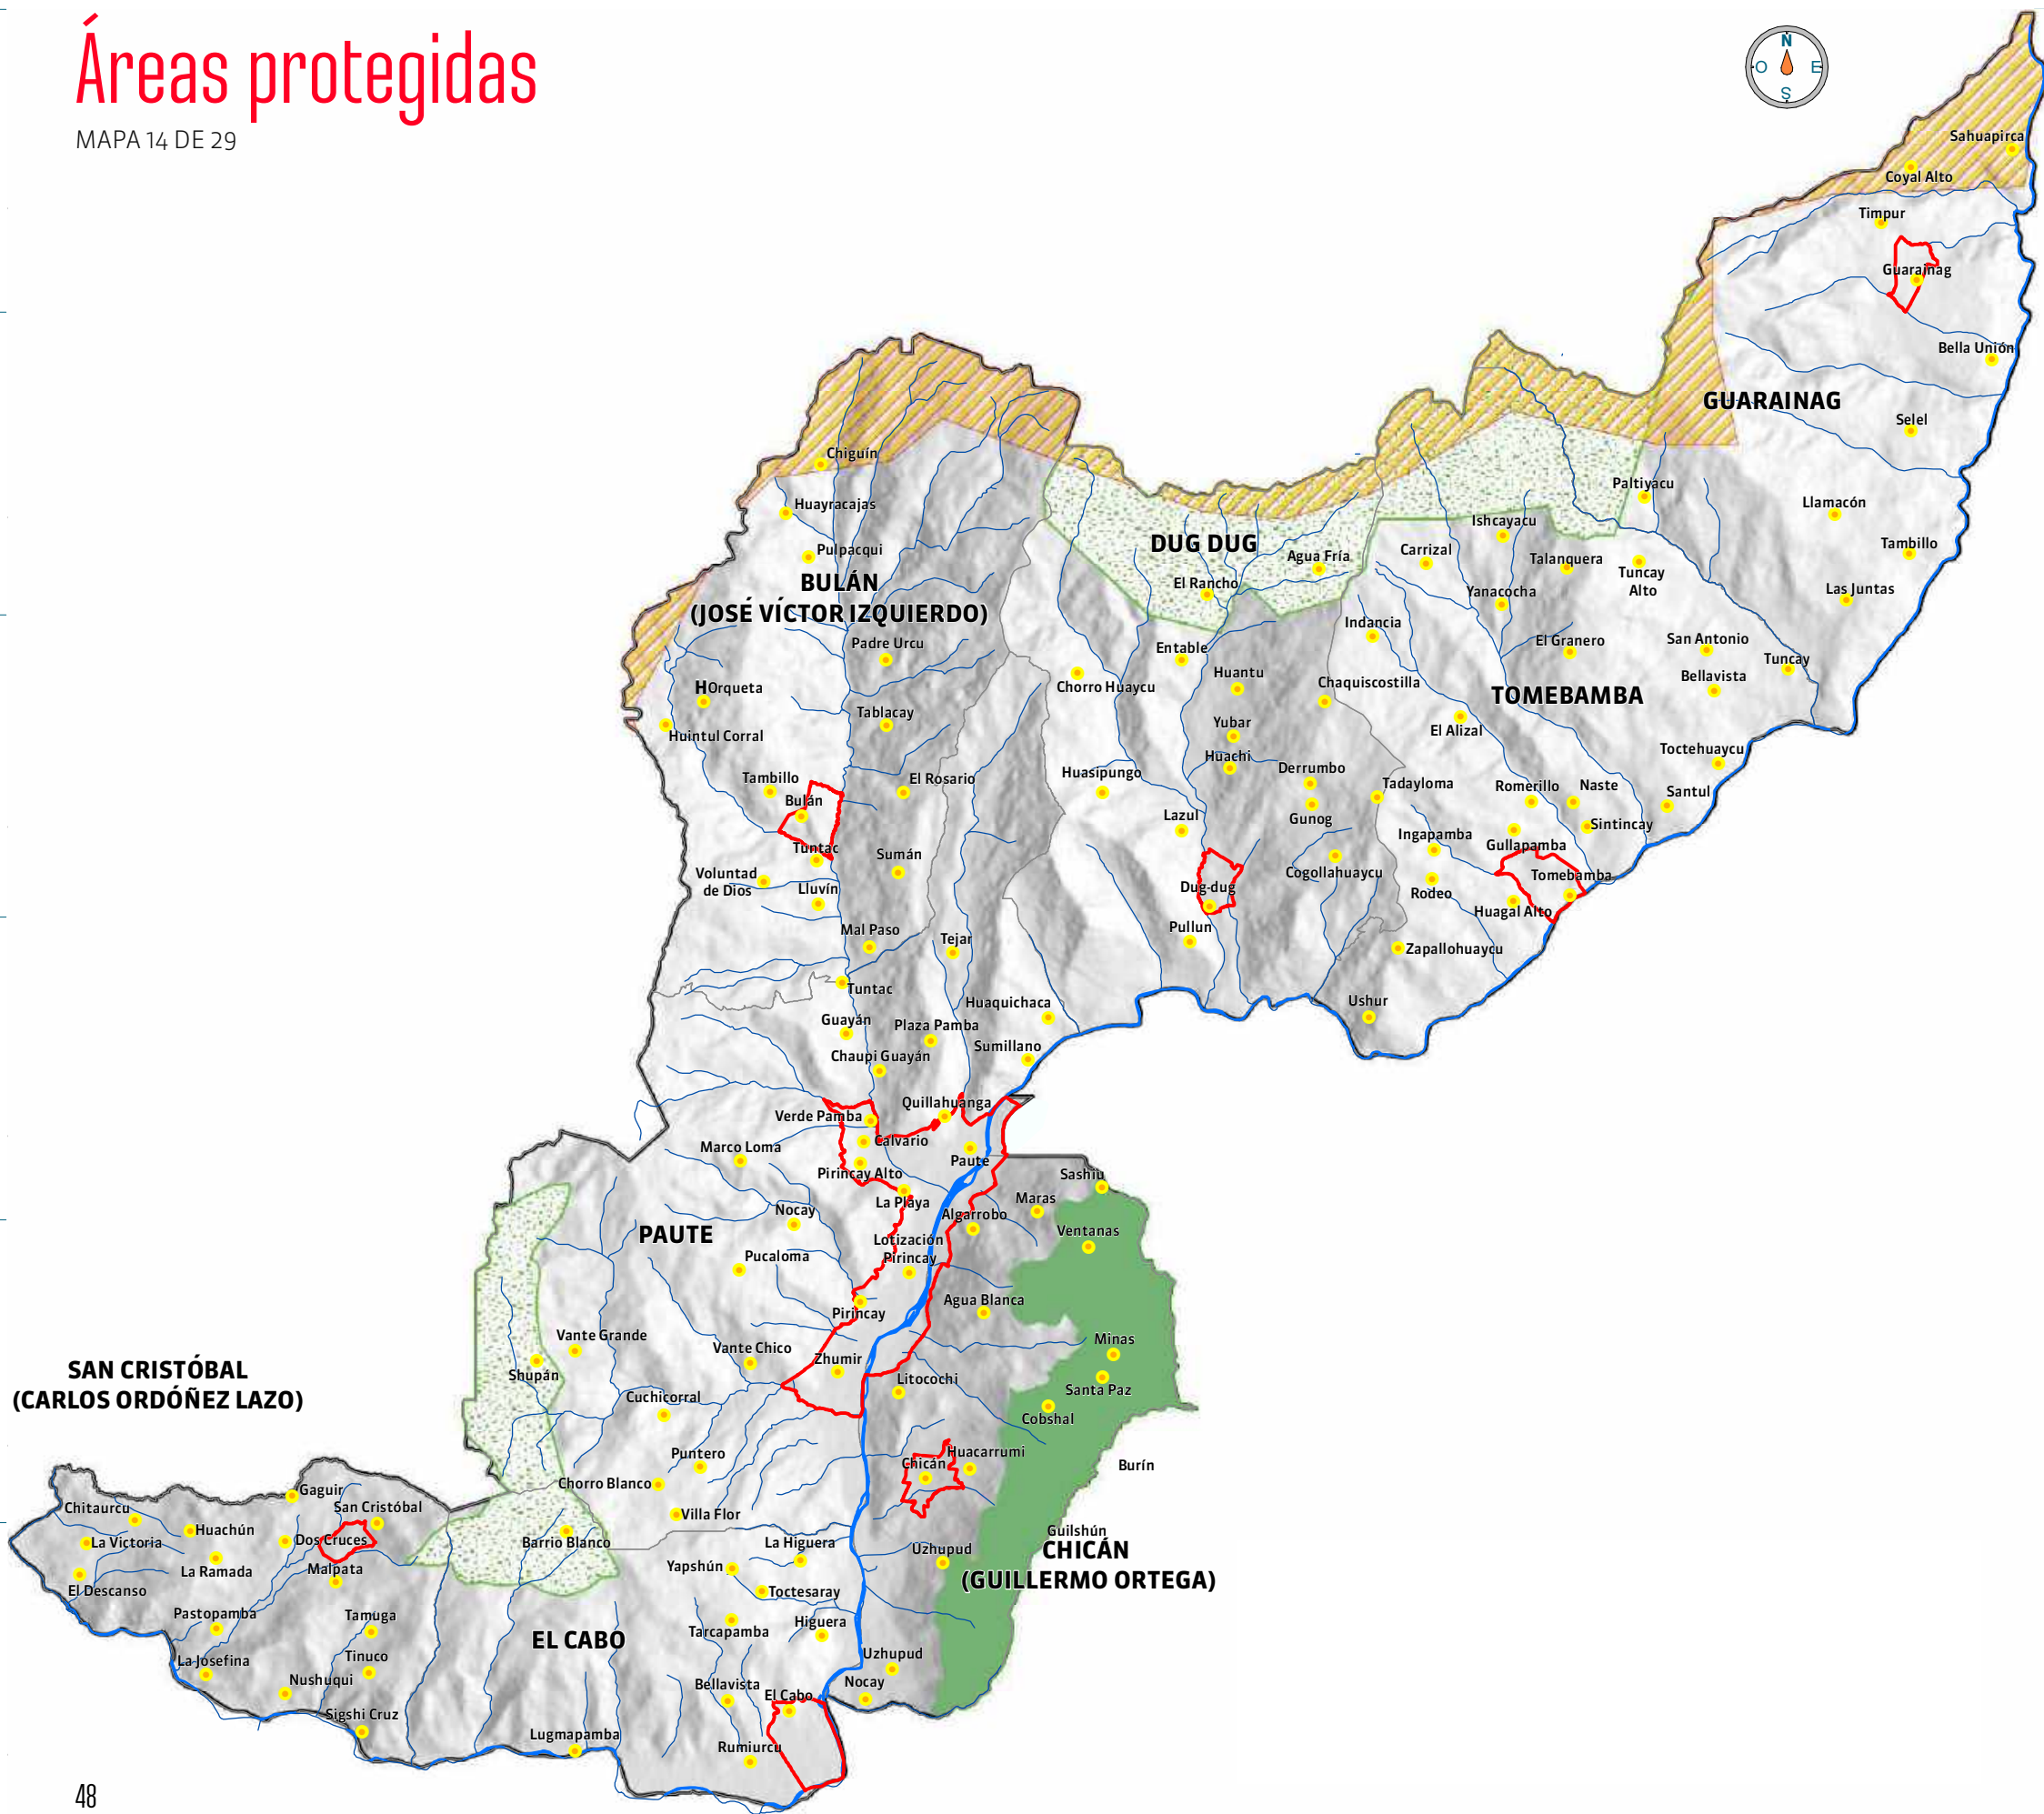 Áreas protegidas
MAPA 14 DE 29
N
O
E
S
Sahuapirca
Coyal Alto
Timpur
Guarainag
Bella Unión
GUARAINAG
Selel
Chiguín
Paltiyacu
Huayracajas
Llamacón
Ishcayacu
DUG DUG
Tambillo
Pulpacqui
Carrizal
Agua Fría
Talanquera
Tuncay
Alto
BULÁN
(JOSÉ VÍCTOR IZQUIERDO)
El Rancho
Yanacocha
Las Juntas
Indancia
Padre Urcu
Entable
El Granero
San Antonio
Tuncay
Huantu
Bellavista
HOrqueta
Chorro Huaycu
Chaquiscostilla
TOMEBAMBA
Tablacay
Yubar
El Alizal
Huintul Corral
Huachi
Toctehuaycu
Tambillo
El Rosario
Huasipungo
Derrumbo
Tadayloma
Romerillo
Naste
Santul
Bulán
Lazul
Gunog
Sintincay
Ingapamba
Gullapamba
Tuntac
Sumán
Voluntad
de Dios
Lluvín
Dug-dug
Cogollahuaycu
Rodeo
Tomebamba
Huagal Alto
Mal Paso
Tejar
Pullun
Zapallohuaycu
Tuntac
Huaquichaca
Ushur
Guayán
Plaza Pamba
Chaupi Guayán
Sumillano
Quillahuanga
Verde Pamba
Calvario
Marco Loma
Paute
Pirincay Alto
Sashiu
La Playa
Maras
Nocay
Algarrobo
Ventanas
PAUTE
Lotización
Pirincay
Pucaloma
Agua Blanca
Pirincay
Vante Grande
Minas
Vante Chico
Zhumir
SAN CRISTÓBAL
(CARLOS ORDÓÑEZ LAZO)
Shupán
Litocochi
Santa Paz
Cuchicorral
Cobshal
Puntero
Huacarrumi
Chicán
Burín
Chorro Blanco
Gaguir
Chitaurcu
San Cristóbal
Villa Flor
Huachún
Guilshún
La Victoria
Dos Cruces
Barrio Blanco
La Higuera
Uzhupud
CHICÁN
(GUILLERMO ORTEGA)
La Ramada
Malpata
Yapshún
El Descanso
Toctesaray
Pastopamba
Tamuga
Higuera
Tarcapamba
EL CABO
La Josefina
Tinuco
Uzhupud
Nushuqui
Bellavista
El Cabo
Nocay
Sigshi Cruz
Lugmapamba
Rumiurcu
48